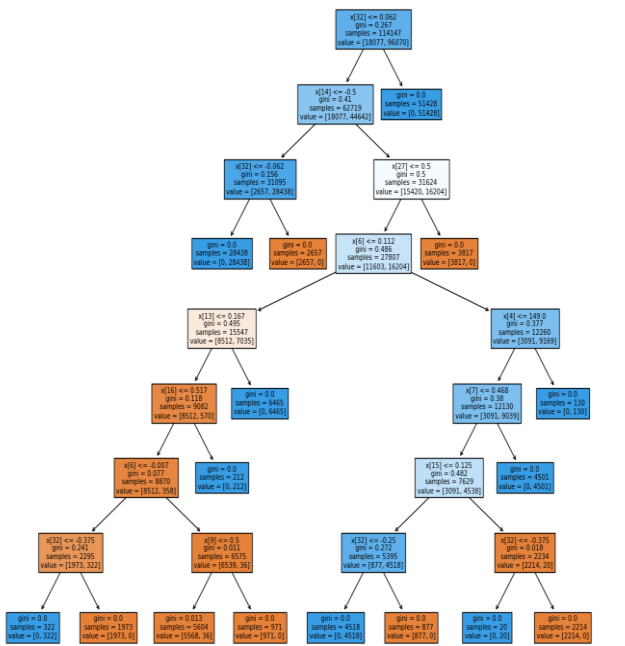 x[32] <= 0.062
gini = 0.267
samples = 114147
value = [18077, 96070]
x[14] <= -0.5
gini = 0.41
samples = 62719
value = [18077, 44642]
gini = 0.0
samples = 51428
value = [0, 51428]
x[32] <= -0.062
gini = 0.156
samples = 31095
value = [2657, 28438]
x[27] <= 0.5
gini = 0.5
samples = 31624
value = [15420, 16204]
gini = 0.0
samples = 28438
value = [0, 28438]
gini = 0.0
samples = 2657
value = [2657, 0]
x[6] <= 0.112
gini = 0.486
samples = 27807
value = [11603, 16204]
gini = 0.0
samples = 3817
value = [3817, 0]
x[13] <= 0.167
gini = 0.495
samples = 15547
value = [8512, 7035]
x[4] <= 149.0
gini = 0.377
samples = 12260
value = [3091, 9169]
x[16] <= 0.517
gini = 0.118
samples = 9082
value = [8512, 570]
gini = 0.0
samples = 6465
value = [0, 6465]
x[7] <= 0.468
gini = 0.38
samples = 12130
value = [3091, 9039]
gini = 0.0
samples = 130
value = [0, 130]
x[6] <= -0.007
gini = 0.077
samples = 8870
value = [8512, 358]
gini = 0.0
samples = 212
value = [0, 212]
x[15] <= 0.125
gini = 0.482
samples = 7629
value = [3091, 4538]
gini = 0.0
samples = 4501
value = [0, 4501]
x[32] <= -0.375
gini = 0.241
samples = 2295
value = [1973, 322]
x[9] <= 0.5
gini = 0.011
samples = 6575
value = [6539, 36]
x[32] <= -0.25
gini = 0.272
samples = 5395
value = [877, 4518]
x[32] <= -0.375
gini = 0.018
samples = 2234
value = [2214, 20]
gini = 0.0
samples = 322
value = [0, 322]
gini = 0.0
samples = 1973
value = [1973, 0]
gini = 0.013
samples = 5604
value = [5568, 36]
gini = 0.0
samples = 971
value = [971, 0]
gini = 0.0
samples = 4518
value = [0, 4518]
gini = 0.0
samples = 877
value = [877, 0]
gini = 0.0
samples = 20
value = [0, 20]
gini = 0.0
samples = 2214
value = [2214, 0]